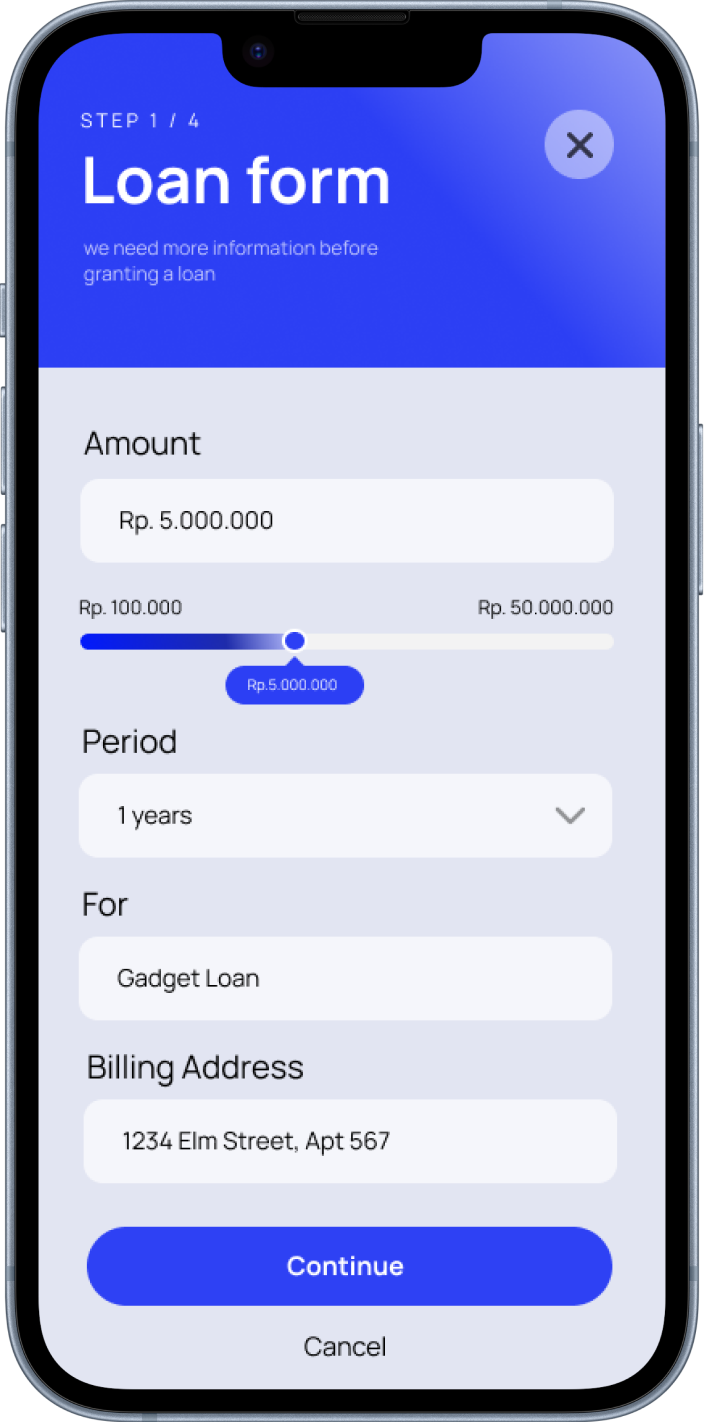 STEP 1 / 4
Loan form
we need more information before
granting a loan
Amount
Rp. 5.000.000
Rp. 100.000 Rp. 50.000.000
Rp.5.000.000
Period
1 years
For
Gadget Loan
Billing Address
1234 Elm Street, Apt 567
Continue
Cancel